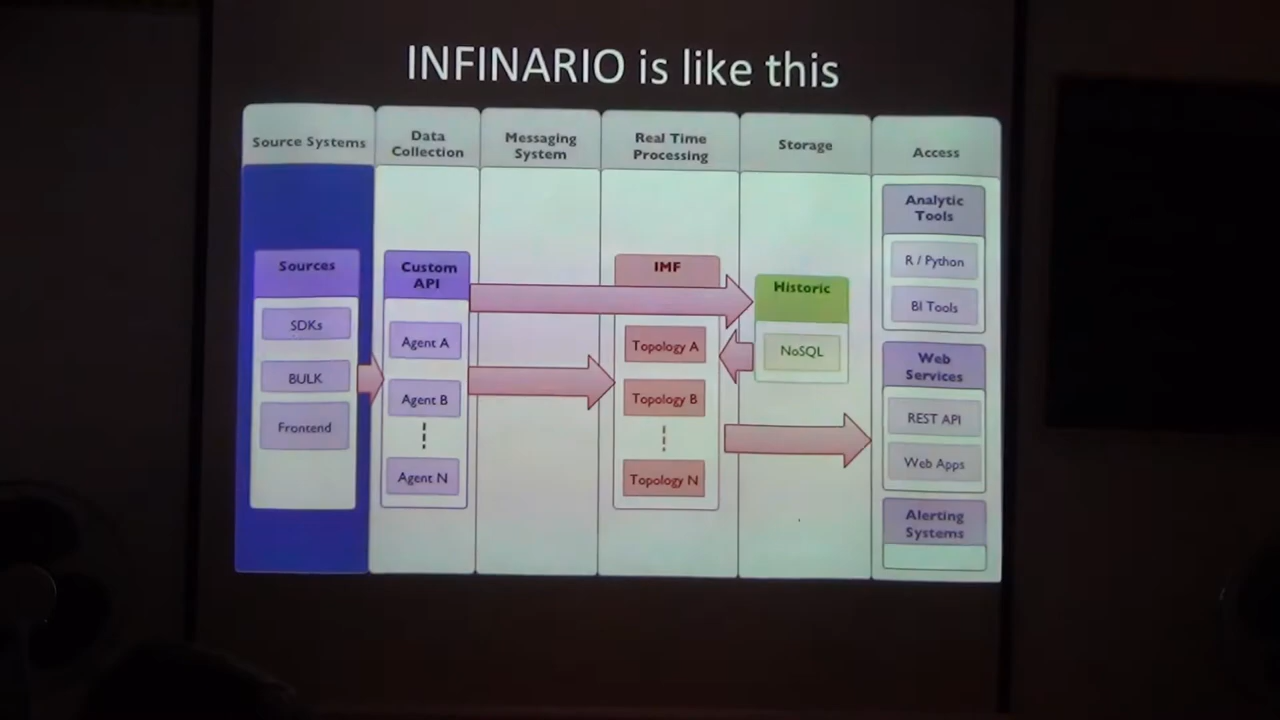 INFINARIO is like this
Source Systems
Data
Collection
Messaging
System
Real Time
Processing
Storage
Access
Sources
SDKs
BULK
Frontend
Custom
API
Agent A
Agent B
Agent N
IMF
Topology A
Topology B
Topology N
Historic
NoSQL
Analytic
Tools
R / Python
BI Tools
Web
Services
REST API
Web Apps
Alerting
Systems